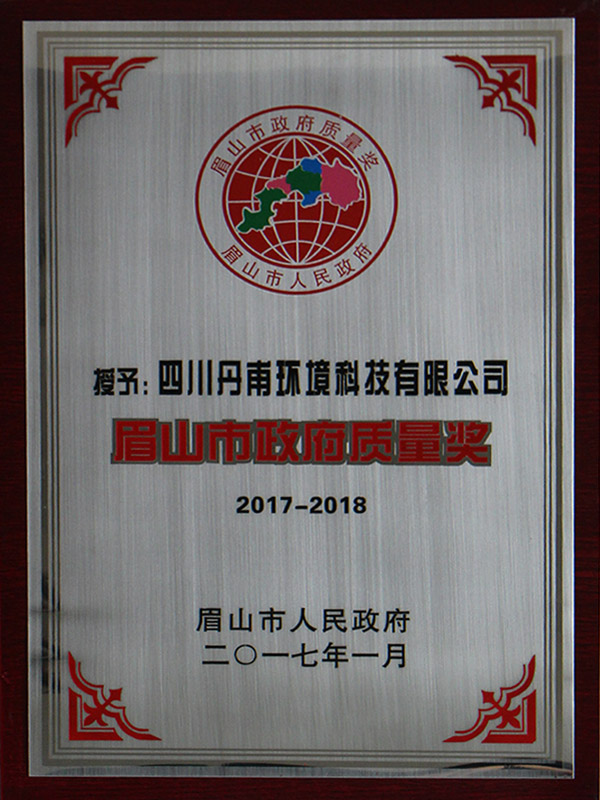 眉山市政府质量奖
眉山市人民政府
授予:四川丹甫环境科技有限公司
眉山市政府质量奖
2017-2018
眉山市人民政府
二〇一七年一月